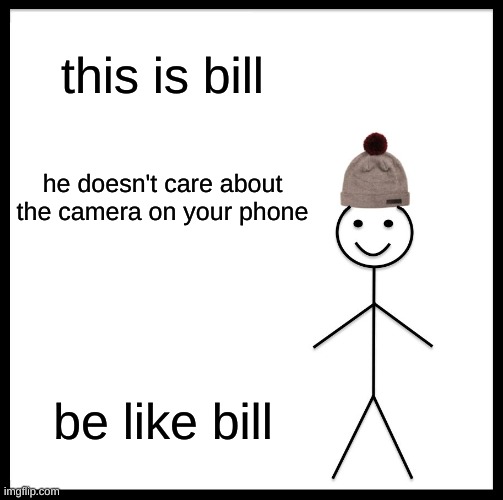 this is bill
he doesn't care about
the camera on your phone
be like bill
imgflip.com